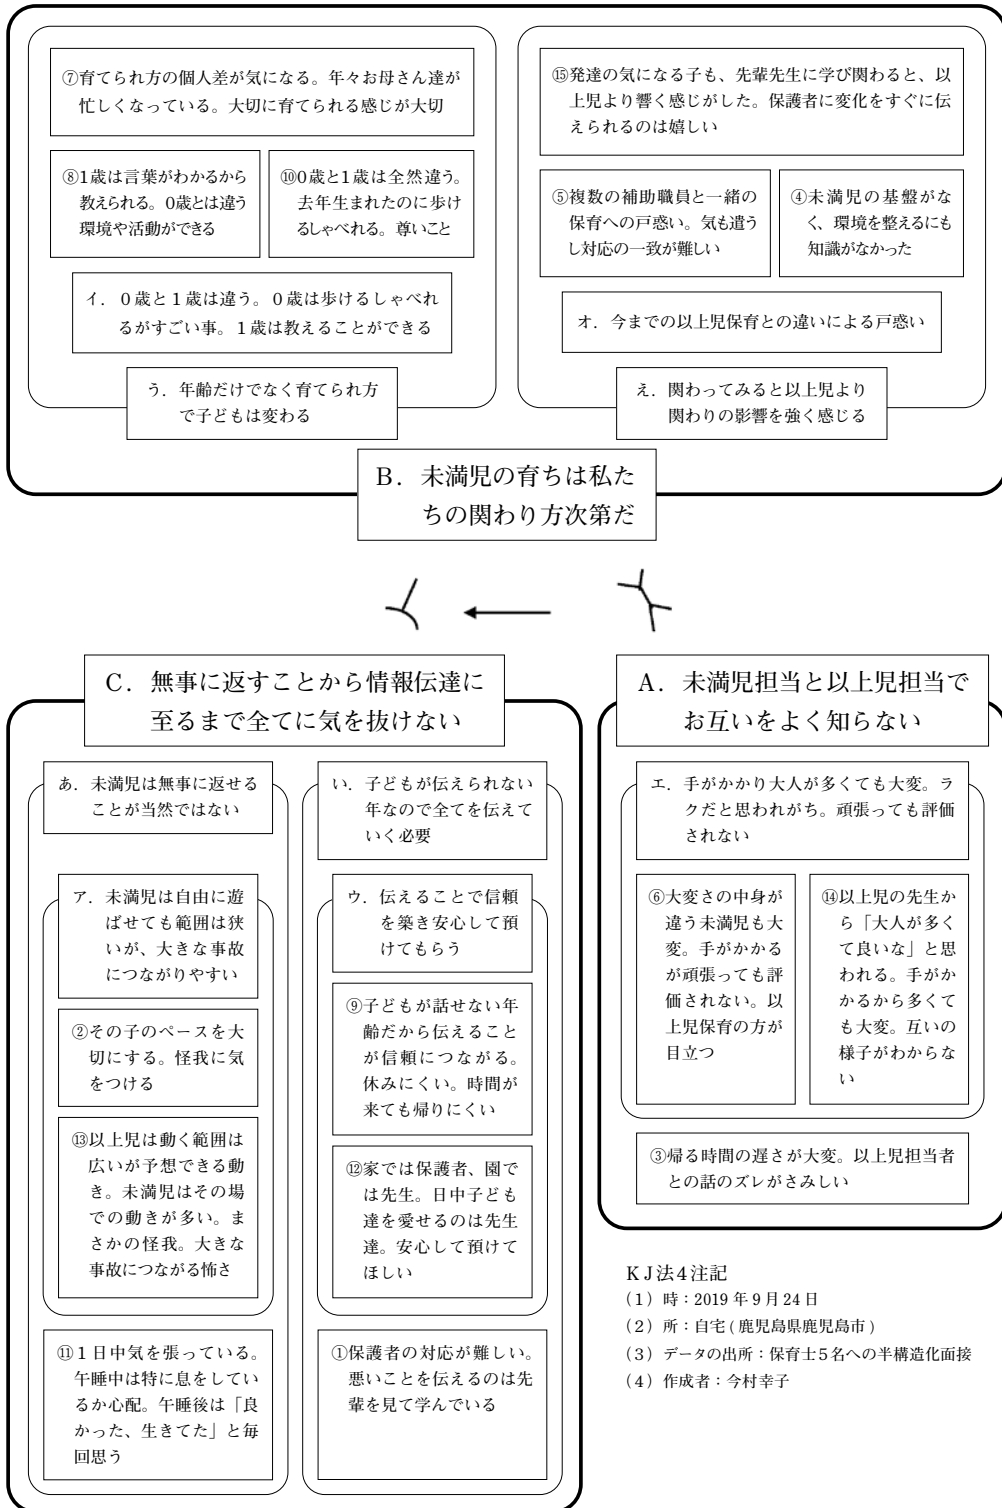 ⑦育てられ方の個人差が気になる。年々お母さん達が
忙しくなっている。大切に育てられる感じが大切
⑧1歳は言葉がわかるから
教えられる。0歳とは違う
環境や活動ができる
⑩0歳と1歳は全然違う。
去年生まれたのに歩け
るしゃべれる。尊いこと
イ．０歳と１歳は違う。０歳は歩けるしゃべれ
るがすごい事。１歳は教えることができる
う．年齢だけでなく育てられ方
で子どもは変わる
⑮発達の気になる子も、先輩先生に学び関わると、以
上児より響く感じがした。保護者に変化をすぐに伝
えられるのは嬉しい
⑤複数の補助職員と一緒の
保育への戸惑い。気も遣う
し対応の一致が難しい
④未満児の基盤がな
く、環境を整えるにも
知識がなかった
オ．今までの以上児保育との違いによる戸惑い
え．関わってみると以上児より
関わりの影響を強く感じる
B．未満児の育ちは私た
ちの関わり方次第だ
C．無事に返すことから情報伝達に
至るまで全てに気を抜けない
あ．未満児は無事に返せる
ことが当然ではない
ア．未満児は自由に遊
ばせても範囲は狭
いが、大きな事故
につながりやすい
②その子のペースを大
切にする。怪我に気
をつける
⑬以上児は動く範囲は
広いが予想できる動
き。未満児はその場
での動きが多い。ま
さかの怪我。大きな
事故につながる怖さ
⑪１日中気を張っている。
午睡中は特に息をしてい
るか心配。午睡後は「良
かった、生きてた」と毎
回思う
い．子どもが伝えられない
年なので全てを伝えて
いく必要
ウ．伝えることで信頼
を築き安心して預
けてもらう
⑨子どもが話せない年
齢だから伝えること
が信頼につながる。
休みにくい。時間が
来ても帰りにくい
⑫家では保護者、園で
は先生。日中子ども
達を愛せるのは先生
達。安心して預けて
ほしい
①保護者の対応が難しい。
悪いことを伝えるのは先
輩を見て学んでいる
A．未満児担当と以上児担当で
お互いをよく知らない
エ．手がかかり大人が多くても大変。ラ
クだと思われがち。頑張っても評価
されない
⑥大変さの中身が
違う未満児も大
変。手がかかる
が頑張っても評
価されない。以
上児保育の方が
目立つ
⑭以上児の先生か
ら「大人が多く
て良いな」と思
われる。手がか
かるから多くて
も大変。互いの
様子がわからな
い
③帰る時間の遅さが大変。以上児担当者
との話のズレがさみしい
KJ法4注記
（1）時：2019 年 9 月 24 日
（2）所：自宅 ( 鹿児島県鹿児島市 )
（3）データの出所：保育士５名への半構造化面接
（4）作成者：今村幸子